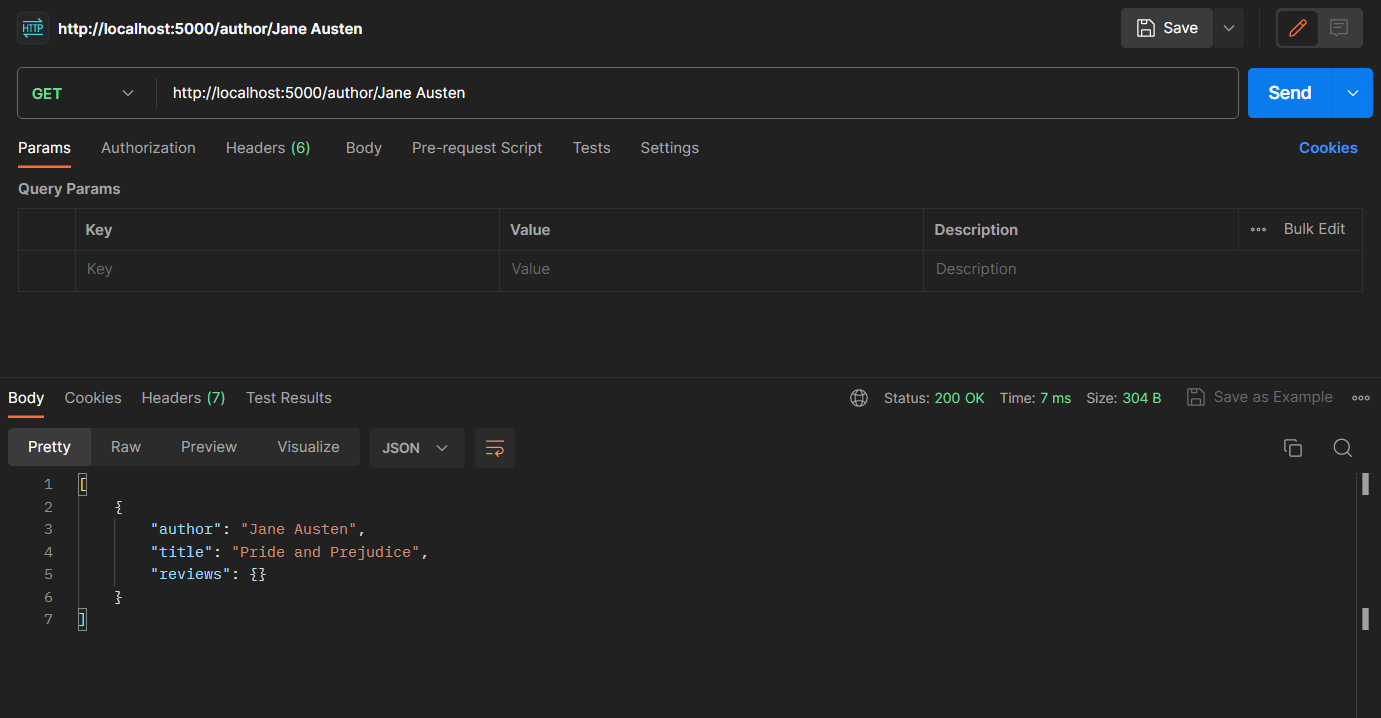 HTTP http://localhost:5000/author/Jane Austen Save
GET http://localhost:5000/author/Jane Austen Send
Params Authorization Headers (6) Body Pre-request Script Tests Settings Cookies
Query Params
Key Value Description Bulk Edit
Key Value Description
Body Cookies Headers (7) Test Results Status: 200 OK Time: 7 ms Size: 304 B Save as Example
Pretty Raw Preview Visualize JSON
1 [
2 {
3 "author": "Jane Austen",
4 "title": "Pride and Prejudice",
5 "reviews": {}
6 }
7 ]